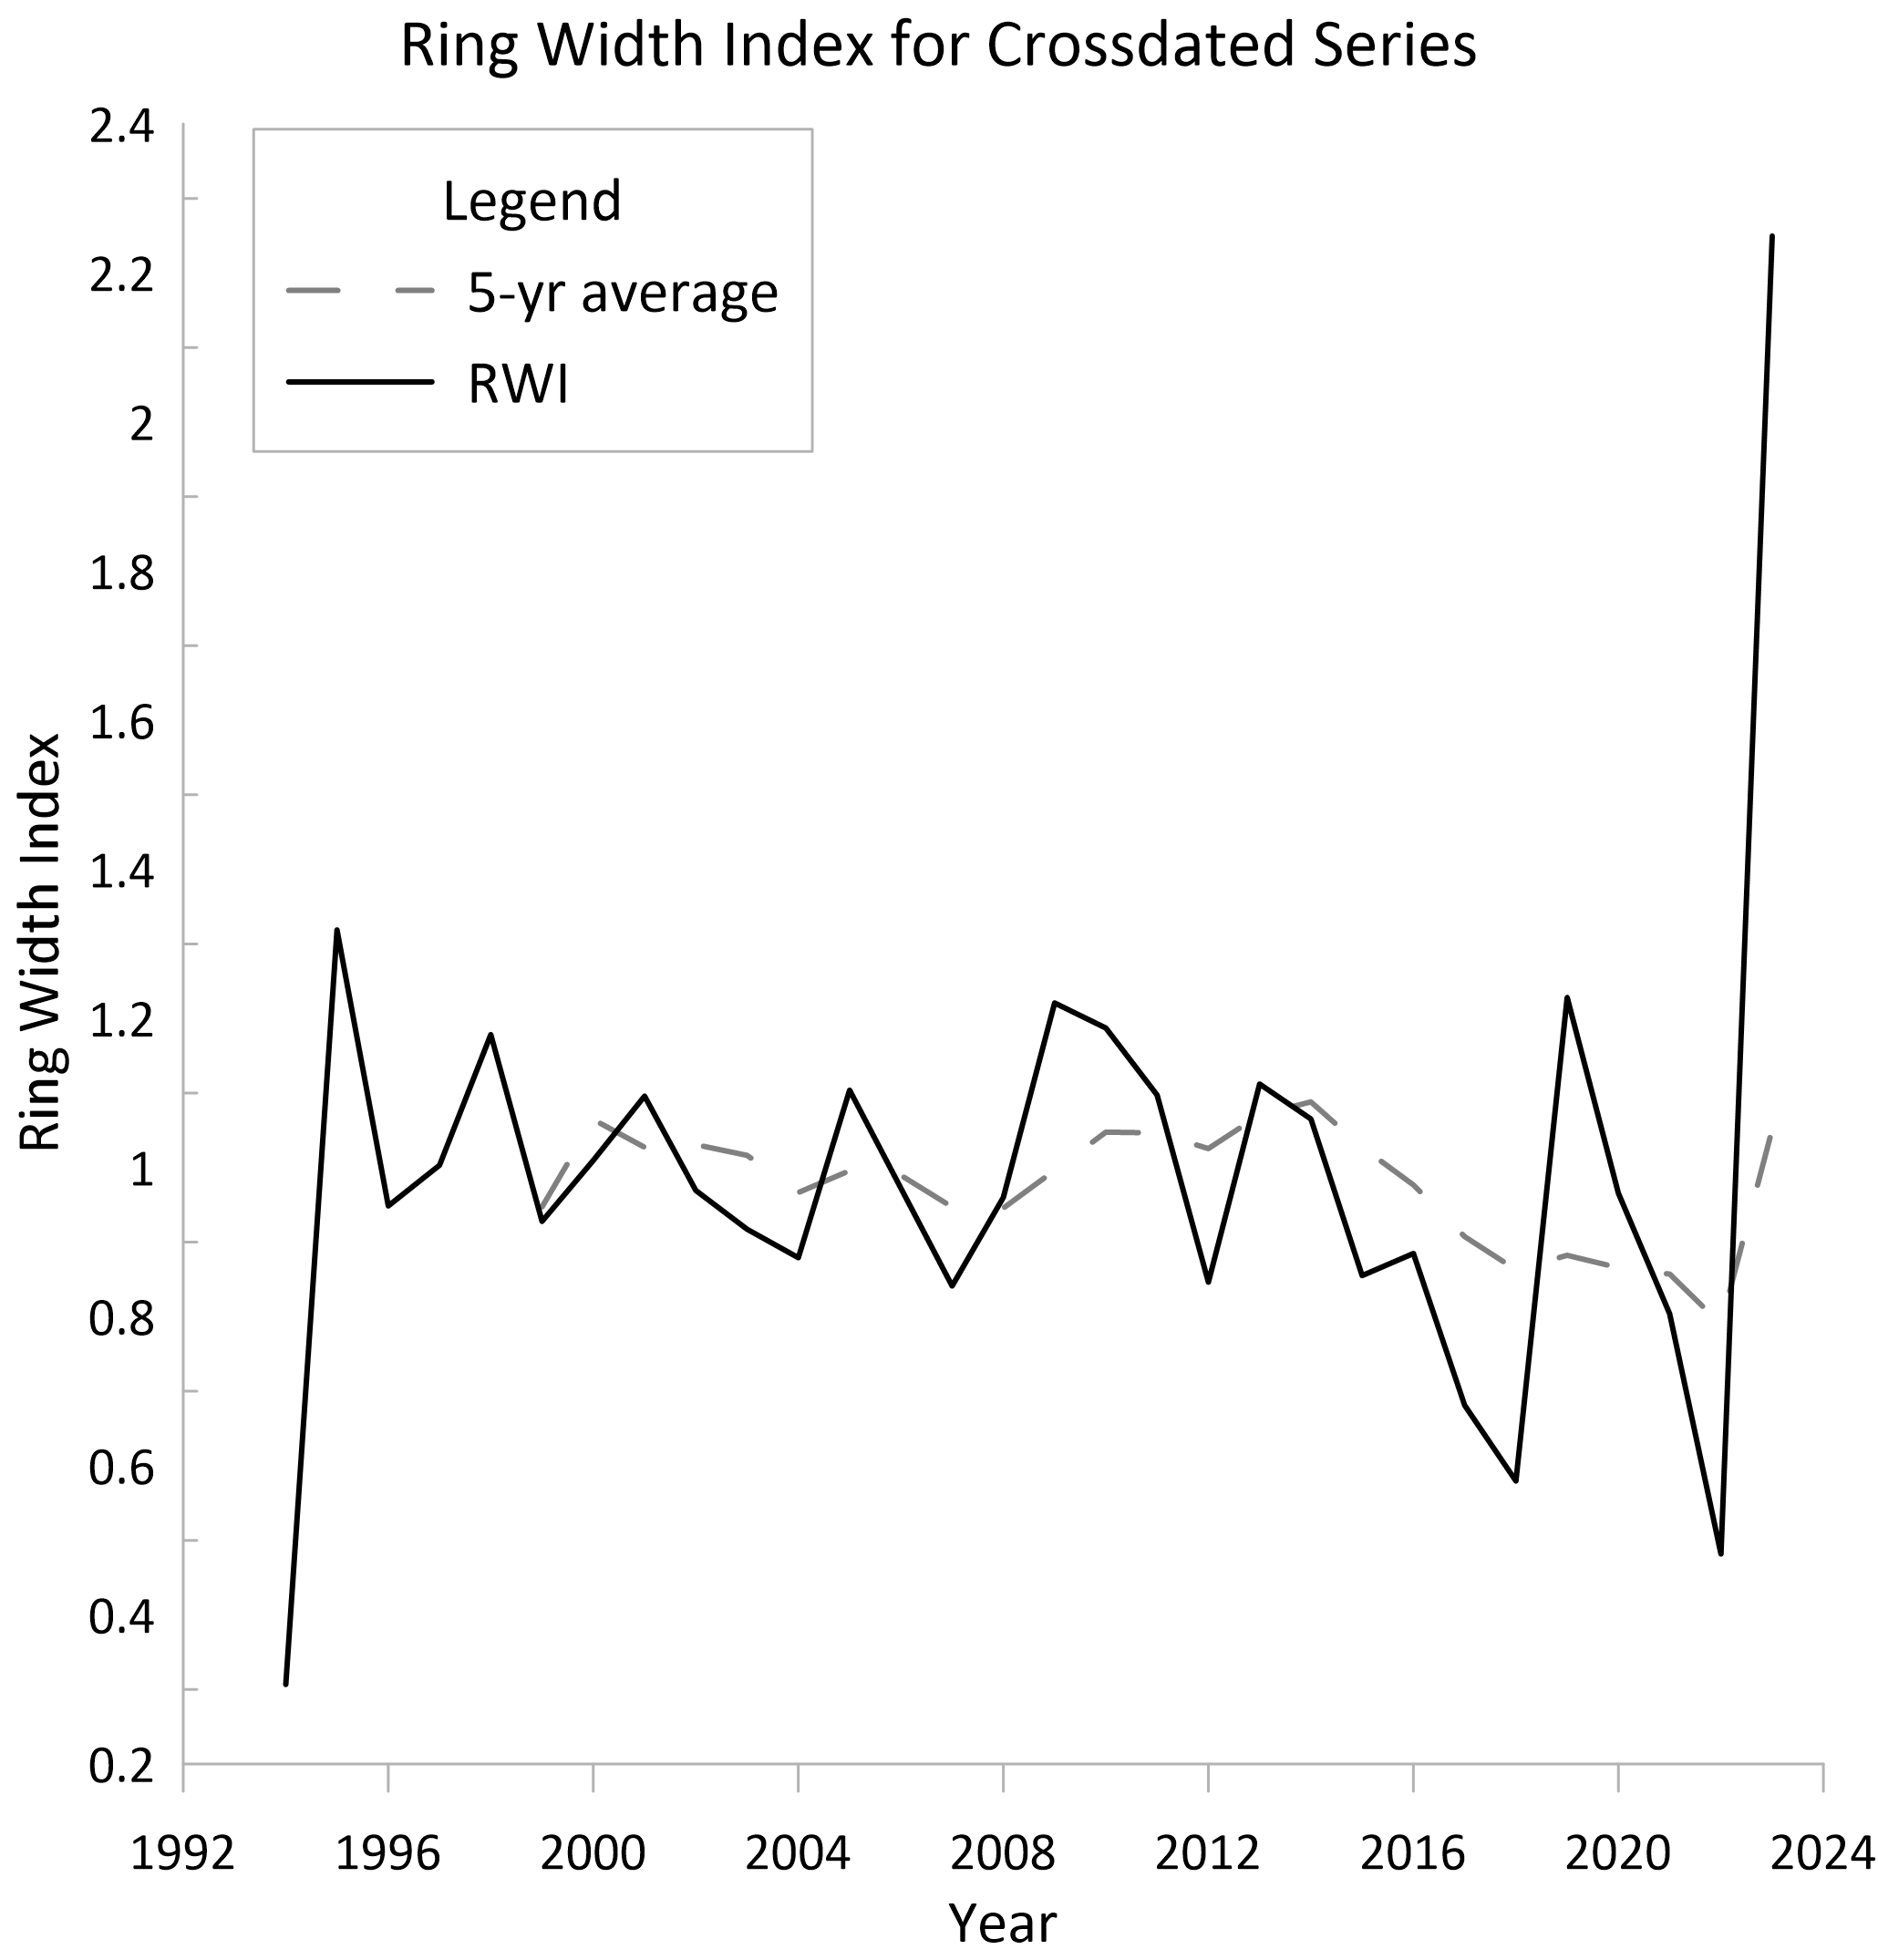 Ring Width Index for Crossdated Series
Legend
5-yr average
RWI
Ring Width Index
2.4
2.2
2
1.8
1.6
1.4
1.2
1
0.8
0.6
0.4
0.2
1992 1996 2000 2004 2008 2012 2016 2020 2024
Year